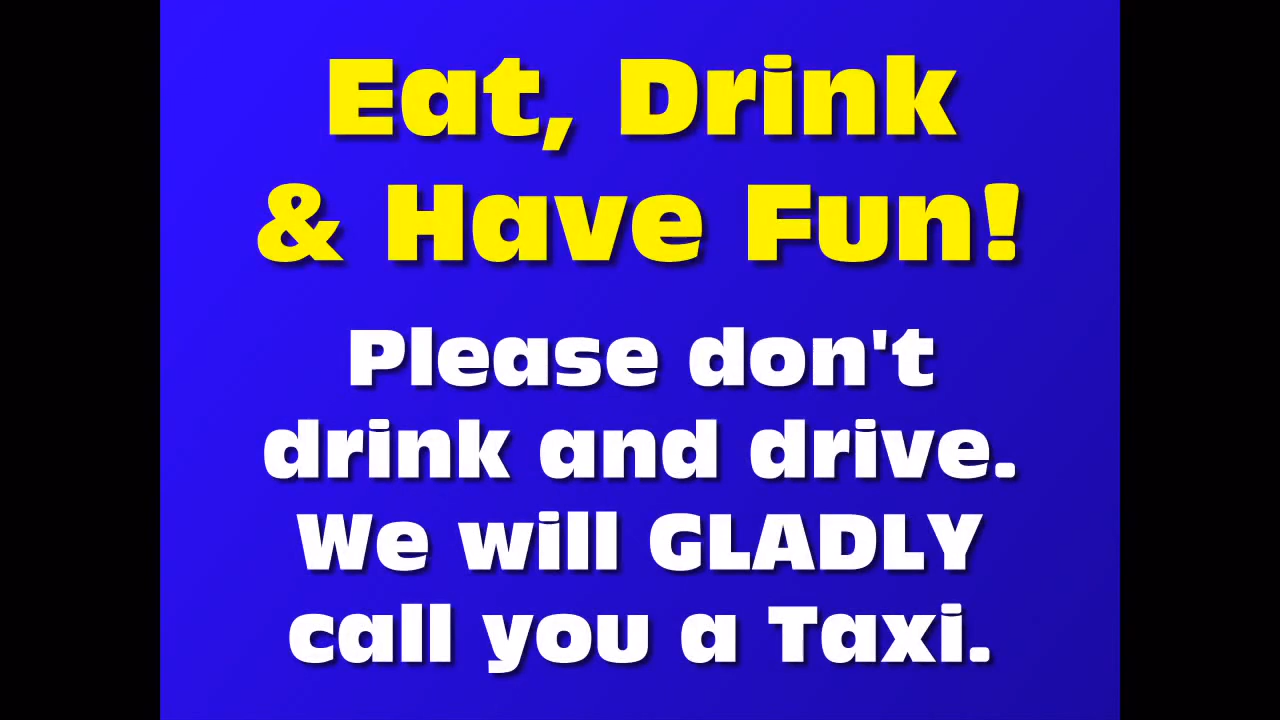 Eat, Drink
& Have Fun!
Please don't
drink and drive.
We will GLADLY
call you a Taxi.